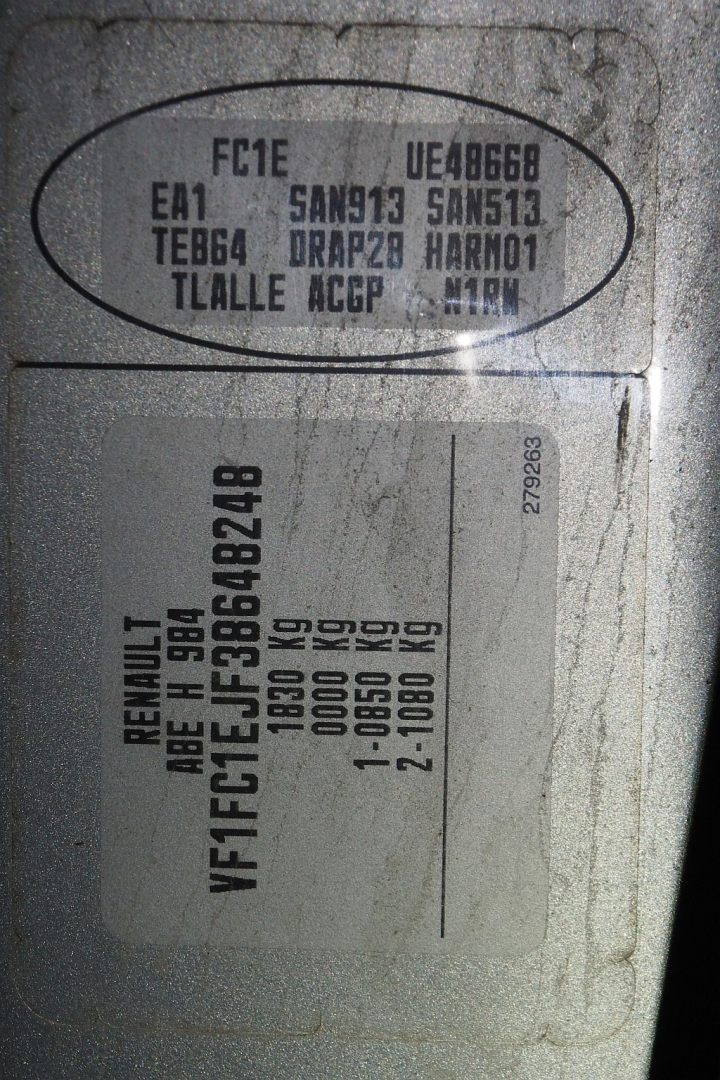 FC1E UE48668
EA1 SAN913 SAN513
TEB64 DRAP28 HARM01
TLALLE ACGP
RENAULT
ABE H 984
VF1FC1EJF38648248
1830 Kg
0000 Kg
1-0850 Kg
2-1080 Kg
279263